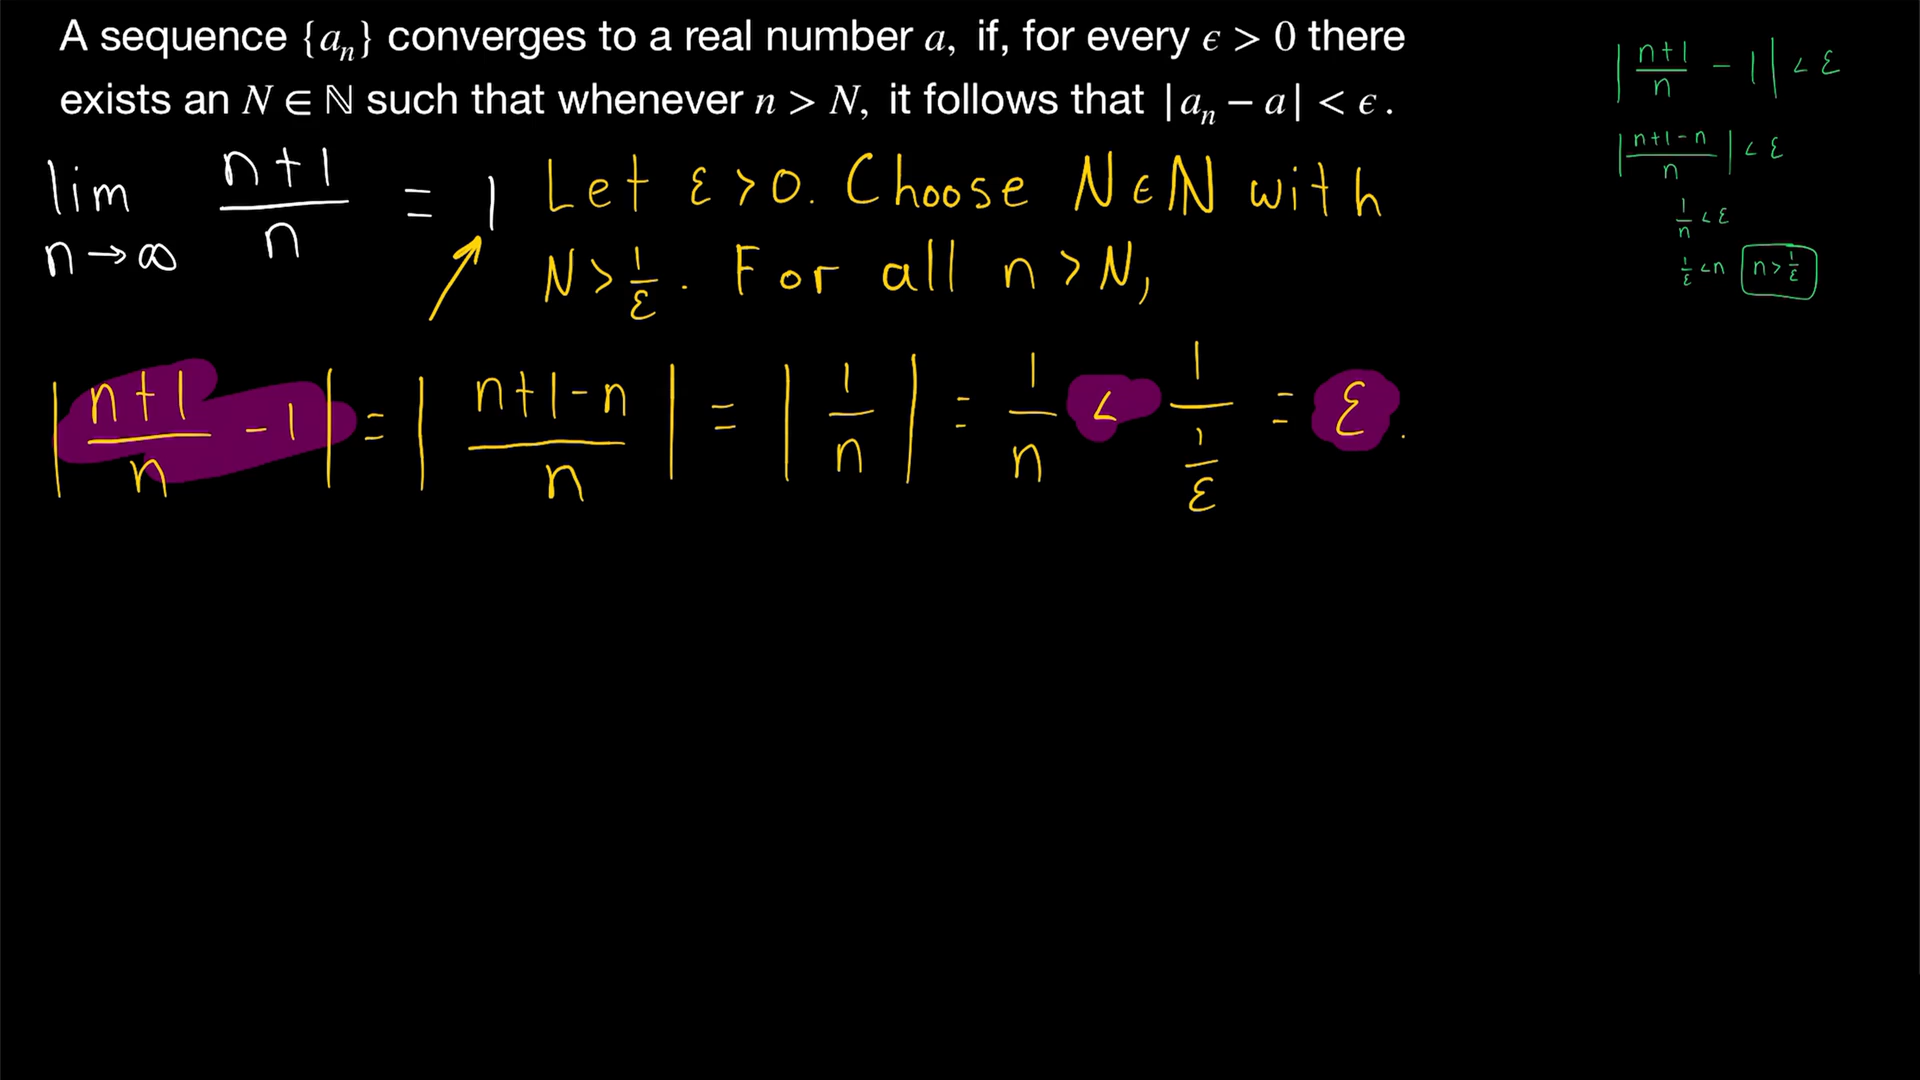 A sequence {aₙ} converges to a real number a, if, for every ϵ > 0 there
exists an N ∈ ℕ such that whenever n > N, it follows that |aₙ − a| < ϵ.
lim n→∞ (n+1)/n = 1
Let ε > 0. Choose N ∈ ℕ with
N > 1/ε. For all n > N,
|(n+1)/n − 1| = |(n+1−n)/n| = |1/n| = 1/n < 1/(1/ε) = ε.
|(n+1)/n − 1| < ε
|(n+1−n)/n| < ε
1/n < ε
1/ε < n n > 1/ε